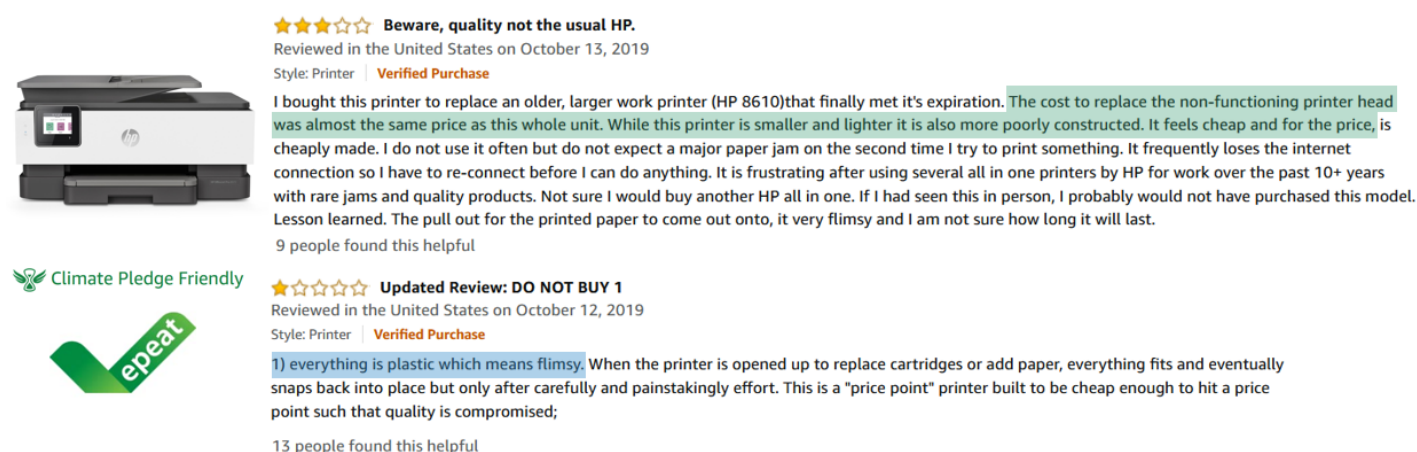 Beware, quality not the usual HP.
Reviewed in the United States on October 13, 2019
Style: Printer | Verified Purchase
I bought this printer to replace an older, larger work printer (HP 8610)that finally met it's expiration. The cost to replace the non-functioning printer head
was almost the same price as this whole unit. While this printer is smaller and lighter it is also more poorly constructed. It feels cheap and for the price, is
cheaply made. I do not use it often but do not expect a major paper jam on the second time I try to print something. It frequently loses the internet
connection so I have to re-connect before I can do anything. It is frustrating after using several all in one printers by HP for work over the past 10+ years
with rare jams and quality products. Not sure I would buy another HP all in one. If I had seen this in person, I probably would not have purchased this model.
Lesson learned. The pull out for the printed paper to come out onto, it very flimsy and I am not sure how long it will last.
9 people found this helpful
hp
Climate Pledge Friendly
epeat
Updated Review: DO NOT BUY 1
Reviewed in the United States on October 12, 2019
Style: Printer | Verified Purchase
1) everything is plastic which means flimsy. When the printer is opened up to replace cartridges or add paper, everything fits and eventually
snaps back into place but only after carefully and painstakingly effort. This is a "price point" printer built to be cheap enough to hit a price
point such that quality is compromised;
13 people found this helpful